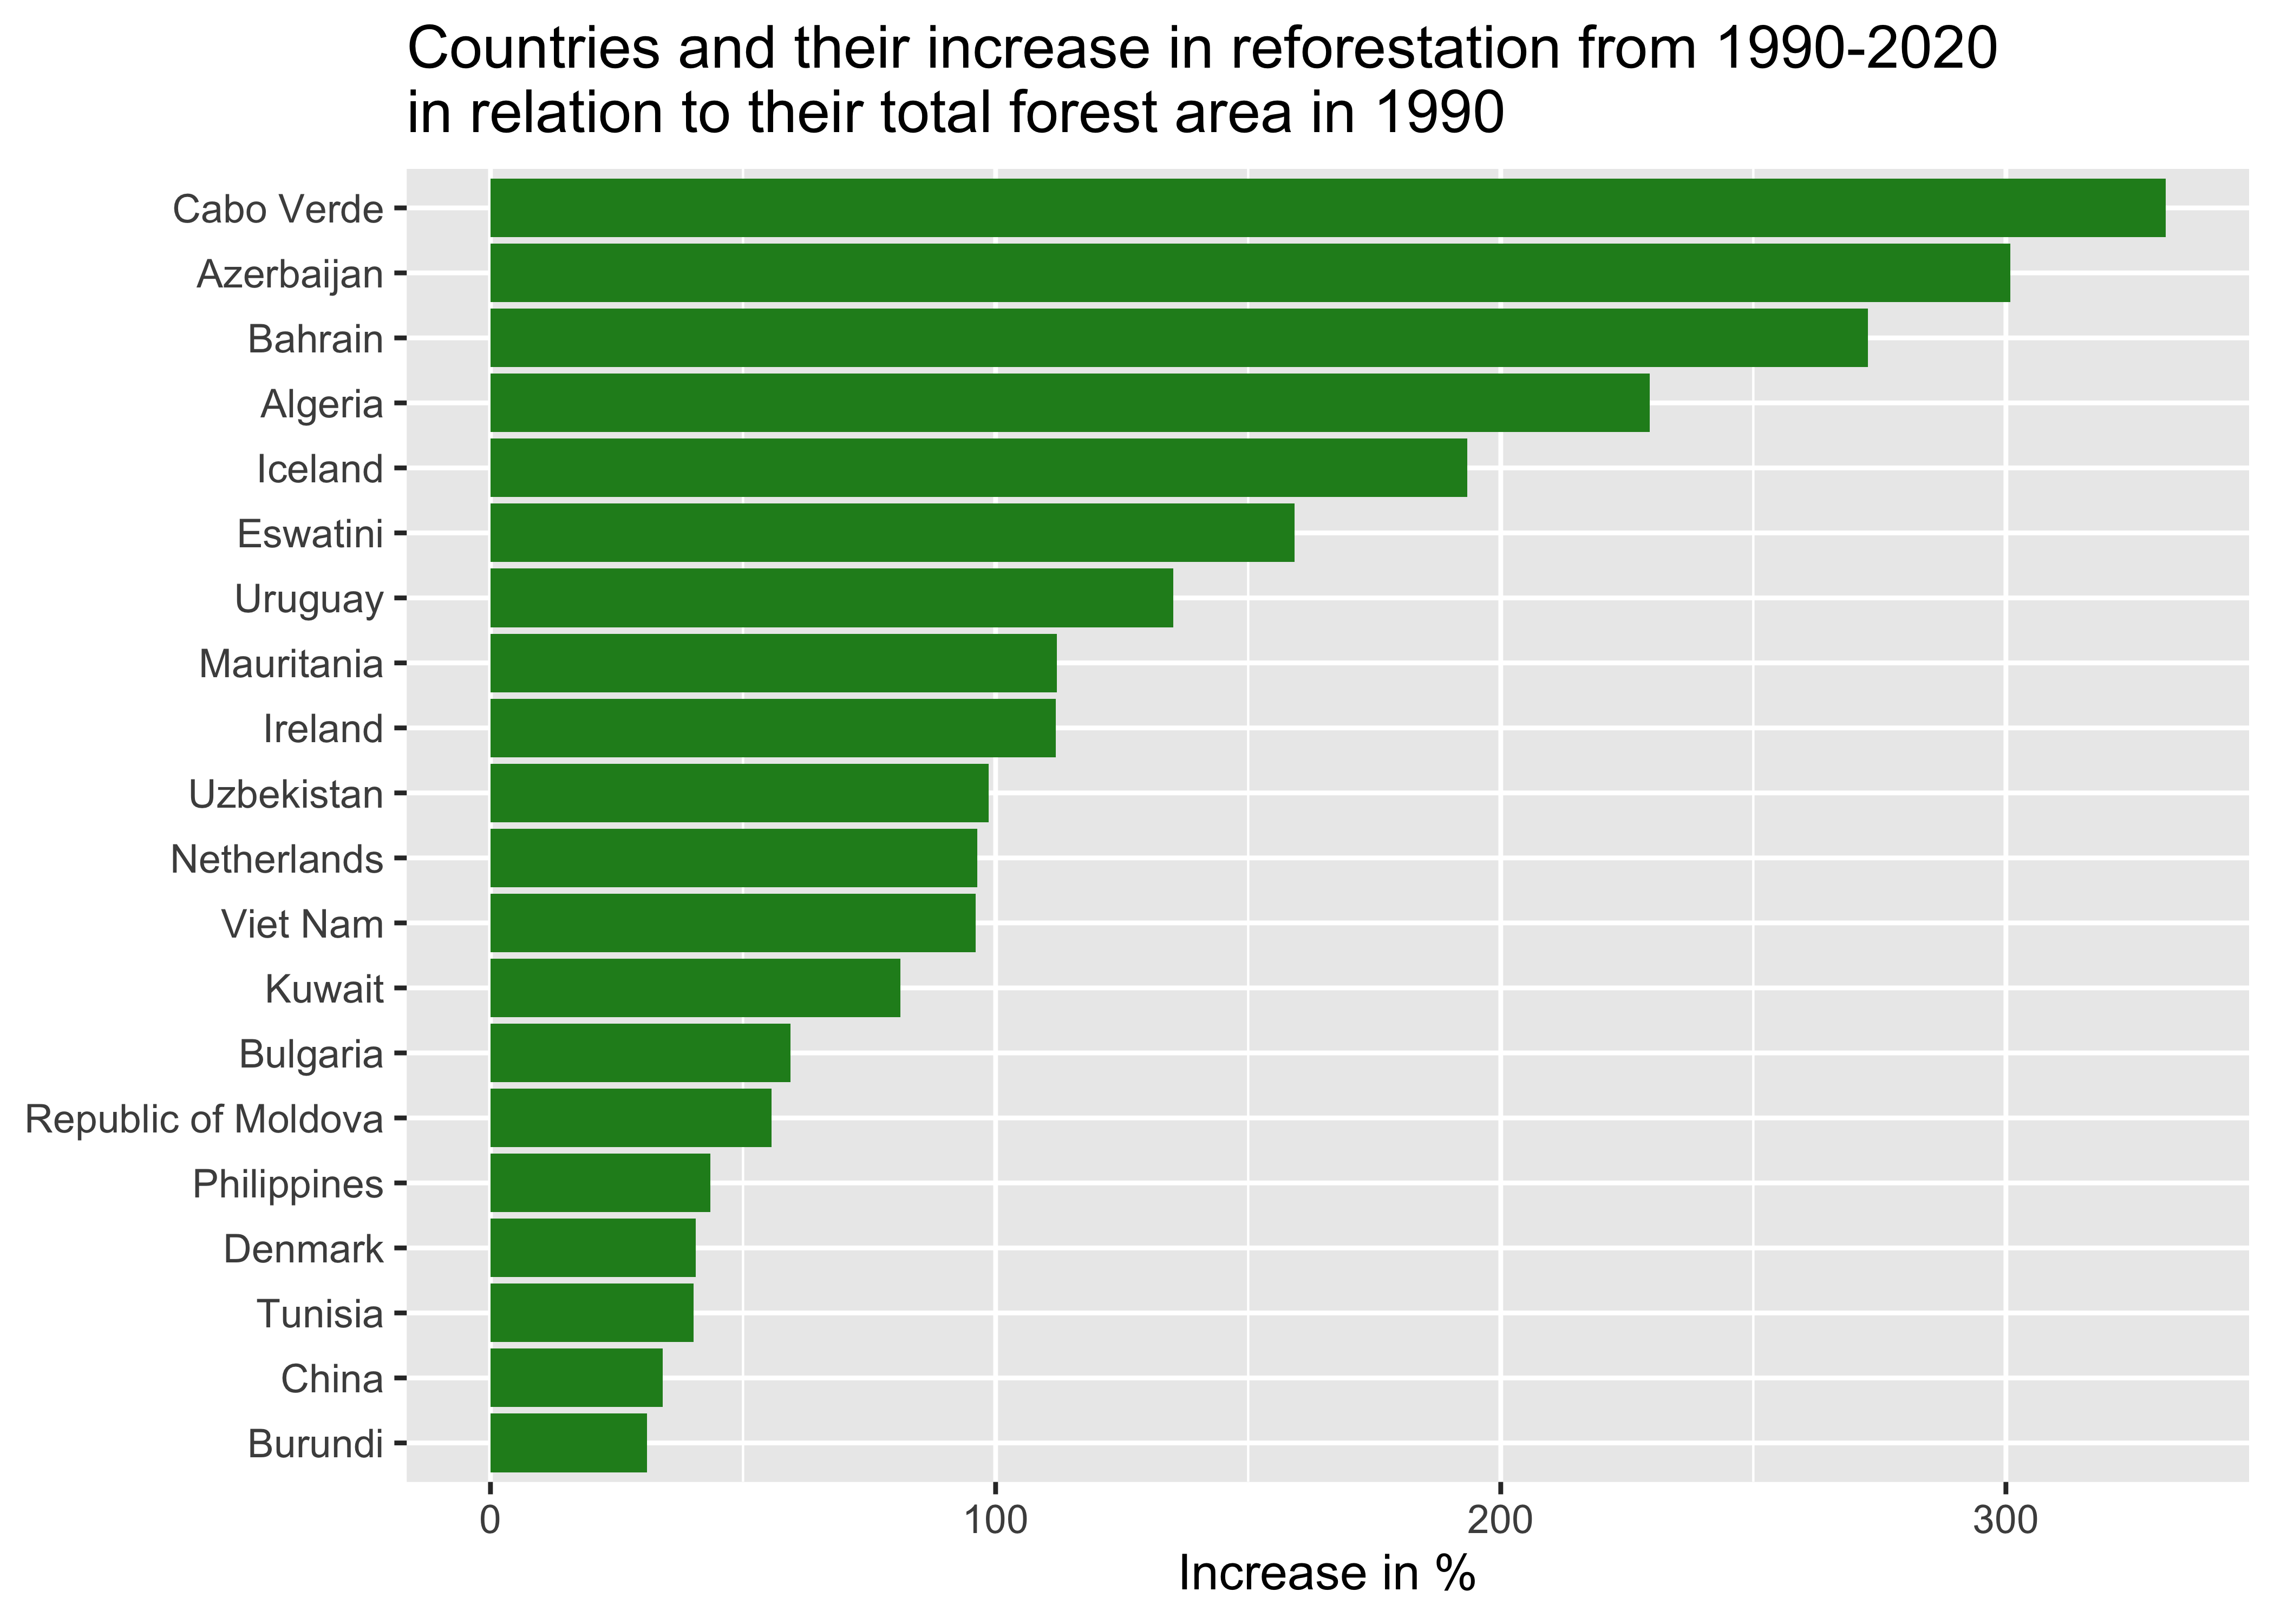 Countries and their increase in reforestation from 1990-2020
in relation to their total forest area in 1990
Cabo Verde
Azerbaijan
Bahrain
Algeria
Iceland
Eswatini
Uruguay
Mauritania
Ireland
Uzbekistan
Netherlands
Viet Nam
Kuwait
Bulgaria
Republic of Moldova
Philippines
Denmark
Tunisia
China
Burundi
0 100 200 300
Increase in %